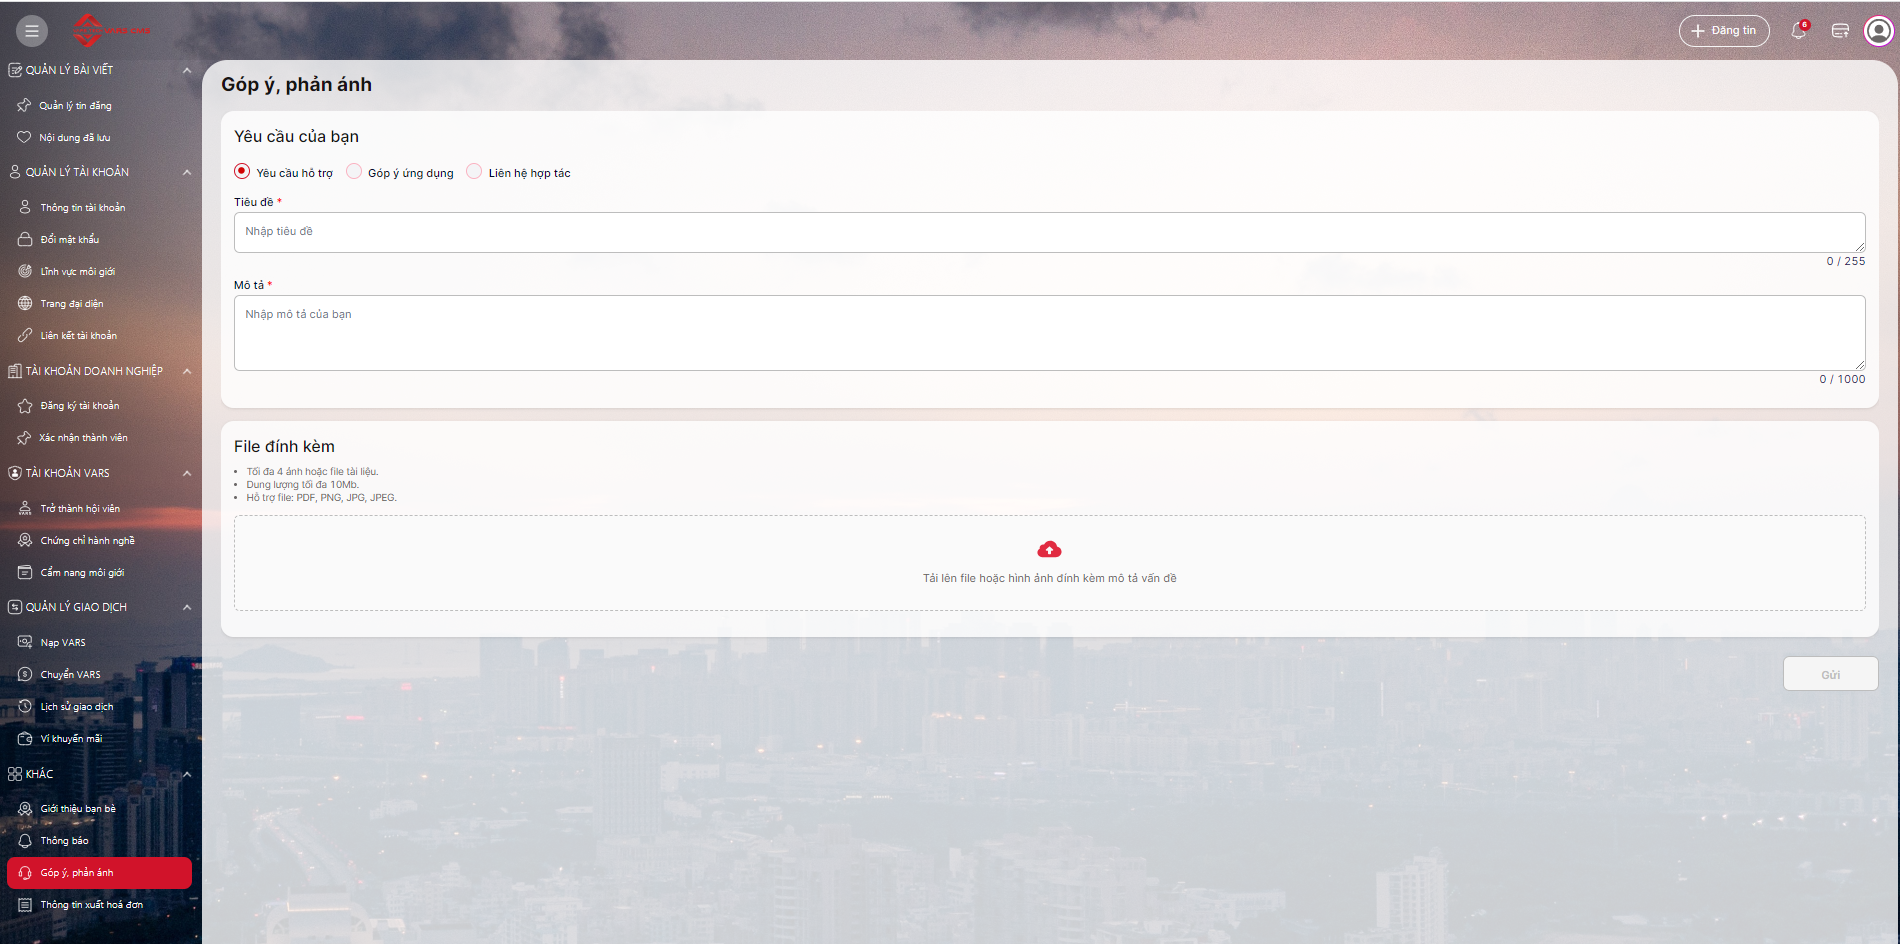 Đăng tin
6
QUẢN LÝ BÀI VIẾT
Quản lý tin đăng
Nội dung đã lưu
QUẢN LÝ TÀI KHOẢN
Thông tin tài khoản
Đổi mật khẩu
Lĩnh vực môi giới
Trang đại diện
Liên kết tài khoản
TÀI KHOẢN DOANH NGHIỆP
Đăng ký tài khoản
Xác nhận thành viên
TÀI KHOẢN VARS
Trở thành hội viên
Chứng chỉ hành nghề
Cẩm nang môi giới
QUẢN LÝ GIAO DỊCH
Nạp VARS
Chuyển VARS
Lịch sử giao dịch
Ví khuyến mãi
KHÁC
Giới thiệu bạn bè
Thông báo
Góp ý, phản ánh
Thông tin xuất hoá đơn
Góp ý, phản ánh
Yêu cầu của bạn
Yêu cầu hỗ trợ
Góp ý ứng dụng
Liên hệ hợp tác
Tiêu đề *
Nhập tiêu đề
0 / 255
Mô tả *
Nhập mô tả của bạn
0 / 1000
File đính kèm
Tối đa 4 ảnh hoặc file tài liệu.
Dung lượng tối đa 10Mb.
Hỗ trợ file: PDF, PNG, JPG, JPEG.
Tải lên file hoặc hình ảnh đính kèm mô tả vấn đề
Gửi